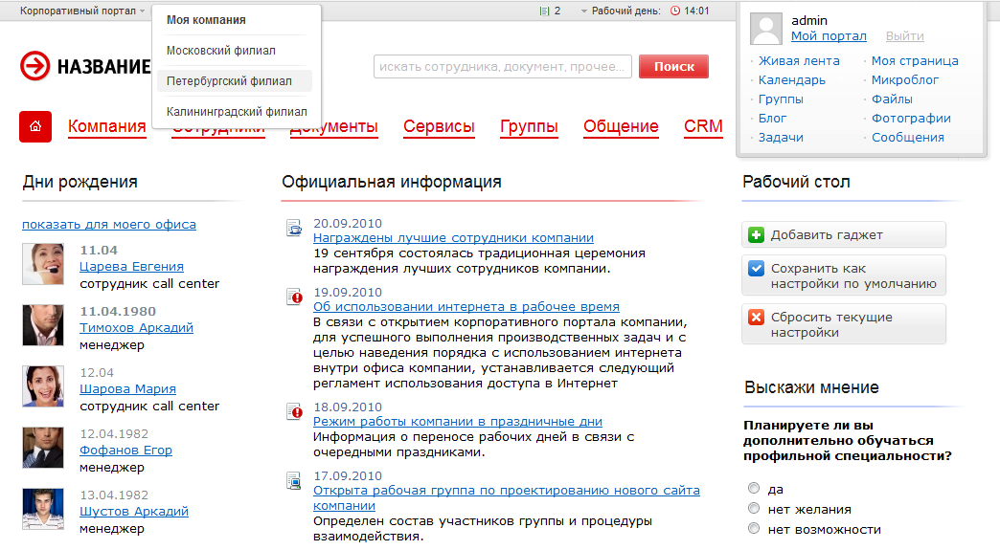 Корпоративный портал
2
Рабочий день:
14:01
Моя компания
Московский филиал
Петербургский филиал
Калининградский филиал
admin
Мой портал
Выйти
Живая лента
Моя страница
Календарь
Микроблог
Группы
Файлы
Блог
Фотографии
Задачи
Сообщения
НАЗВАНИЕ
искать сотрудника, документ, прочее...
Поиск
Компания
Сотрудники
Документы
Сервисы
Группы
Общение
CRM
Дни рождения
показать для моего офиса
11.04
Царева Евгения
сотрудник call center
11.04.1980
Тимохов Аркадий
менеджер
12.04
Шарова Мария
сотрудник call center
12.04.1982
Фофанов Егор
менеджер
13.04.1982
Шустов Аркадий
менеджер
Официальная информация
20.09.2010
Награждены лучшие сотрудники компании
19 сентября состоялась традиционная церемония
награждения лучших сотрудников компании.
19.09.2010
Об использовании интернета в рабочее время
В связи с открытием корпоративного портала компании,
для успешного выполнения производственных задач и с
целью наведения порядка с использованием интернета
внутри офиса компании, устанавливается следующий
регламент использования доступа в Интернет
18.09.2010
Режим работы компании в праздничные дни
Информация о переносе рабочих дней в связи с
очередными праздниками.
17.09.2010
Открыта рабочая группа по проектированию нового сайта
компании
Определен состав участников группы и процедуры
взаимодействия.
Рабочий стол
Добавить гаджет
Сохранить как
настройки по умолчанию
Сбросить текущие
настройки
Выскажи мнение
Планируете ли вы
дополнительно обучаться
профильной специальности?
да
нет желания
нет возможности